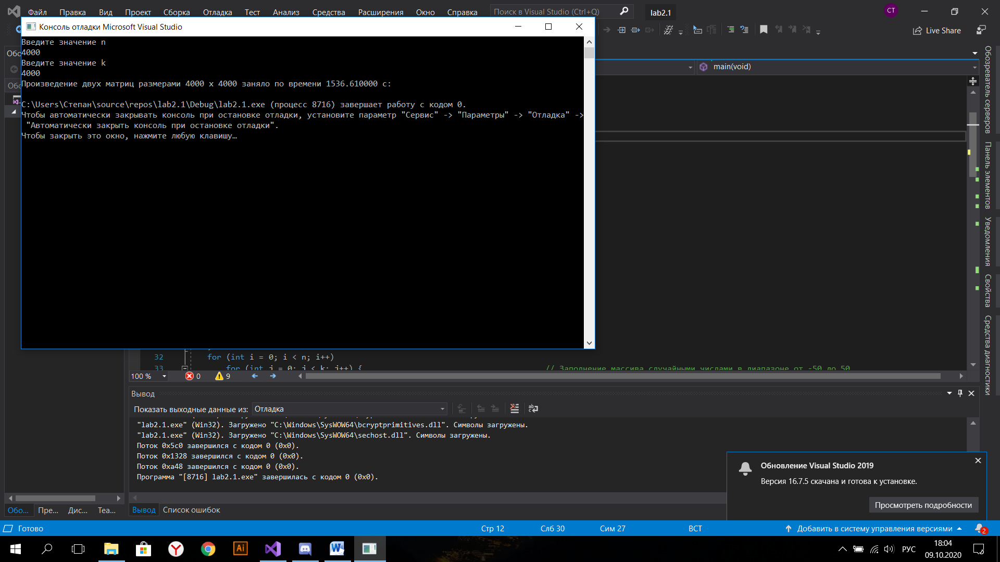 Файл Правка Вид Проект Сборка Отладка Тест Анализ Средства Расширения Окно Справка Поиск в Visual Studio (Ctrl+Q) lab2.1 СТ
Консоль отладки Microsoft Visual Studio
Live Share
Введите значение n
4000
Введите значение k
4000
Произведение двух матриц размерами 4000 x 4000 заняло по времени 1536.610000 с:
C:\Users\Степан\source\repos\lab2.1\Debug\lab2.1.exe (процесс 8716) завершает работу с кодом 0.
Чтобы автоматически закрывать консоль при остановке отладки, установите параметр "Сервис" -> "Параметры" -> "Отладка" ->
"Автоматически закрыть консоль при остановке отладки".
Чтобы закрыть это окно, нажмите любую клавишу…
Обо
Обо
main(void)
Обозреватель серверов
Панель элементов
Уведомления
Свойства
Средства диагностики
32 for (int i = 0; i < n; i++)
33 for (int j = 0; j < k; j++) { // Заполнение массива случайными числами в диапазоне от -50 до 50
100 % 0 9
Вывод
Показать выходные данные из: Отладка
"lab2.1.exe" (Win32). Загружено "C:\Windows\SysWOW64\bcryptprimitives.dll". Символы загружены.
"lab2.1.exe" (Win32). Загружено "C:\Windows\SysWOW64\sechost.dll". Символы загружены.
Поток 0x5c0 завершился с кодом 0 (0x0).
Поток 0x1328 завершился с кодом 0 (0x0).
Поток 0xa48 завершился с кодом 0 (0x0).
Программа "[8716] lab2.1.exe" завершилась с кодом 0 (0x0).
Обновление Visual Studio 2019
Версия 16.7.5 скачана и готова к установке.
Просмотреть подробности
Обо... Пре... Дис... Tea...
Вывод Список ошибок
Готово Стр 12 Слб 30 Сим 27 ВСТ Добавить в систему управления версиями 2
Ai РУС 18:04
09.10.2020